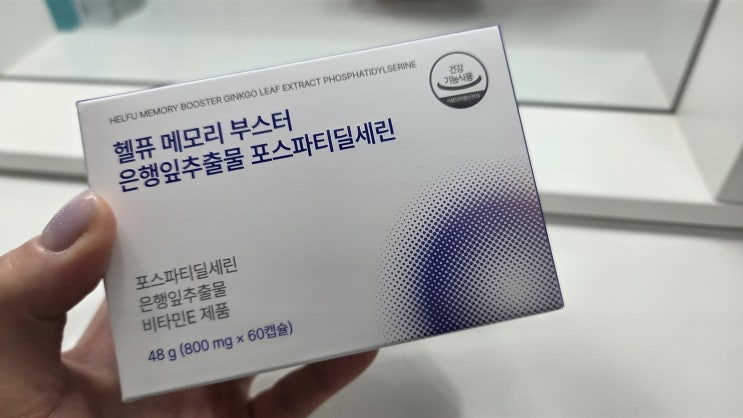 HELFU MEMORY BOOSTER GINKGO LEAF EXTRACT PHOSPHATIDYLSERINE
건강
기능식품
헬퓨 메모리 부스터
은행잎추출물 포스파티딜세린
포스파티딜세린
은행잎추출물
비타민E 제품
48 g (800 mg × 60캡슐)